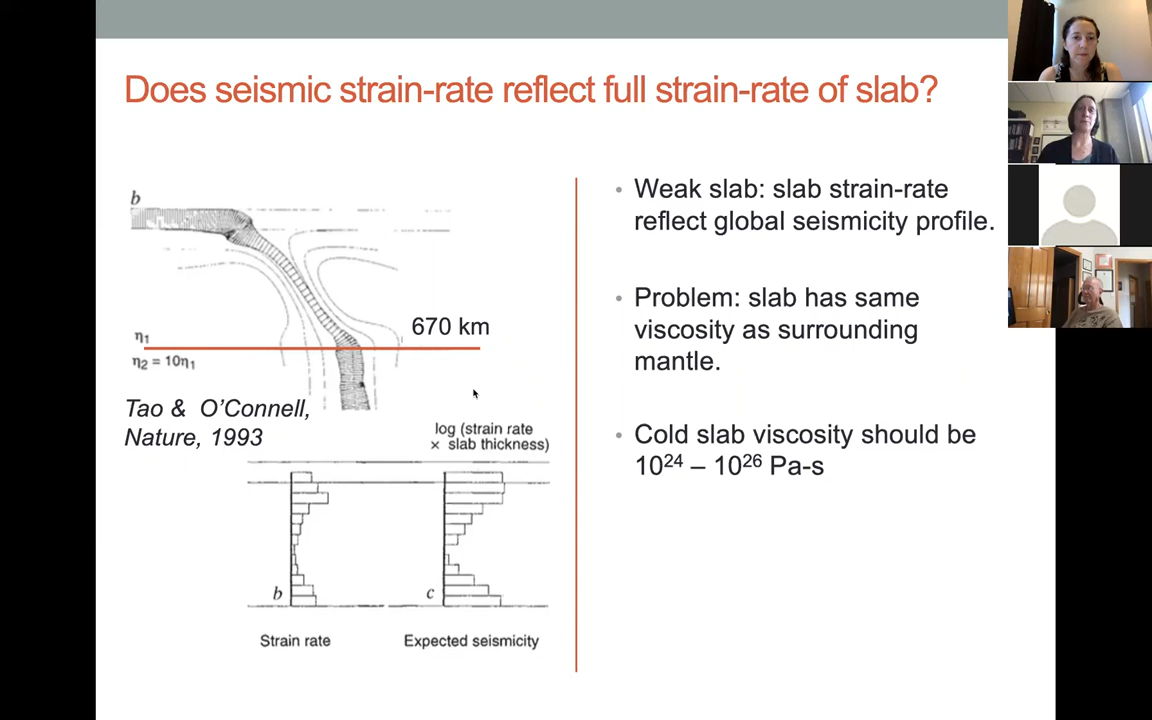 Does seismic strain-rate reflect full strain-rate of slab?
b
670 km
η₁
η₂ = 10η₁
Tao & O'Connell,
Nature, 1993
log (strain rate
× slab thickness)
b
c
Strain rate
Expected seismicity
• Weak slab: slab strain-rate
reflect global seismicity profile.
• Problem: slab has same
viscosity as surrounding
mantle.
• Cold slab viscosity should be
10²⁴ – 10²⁶ Pa-s